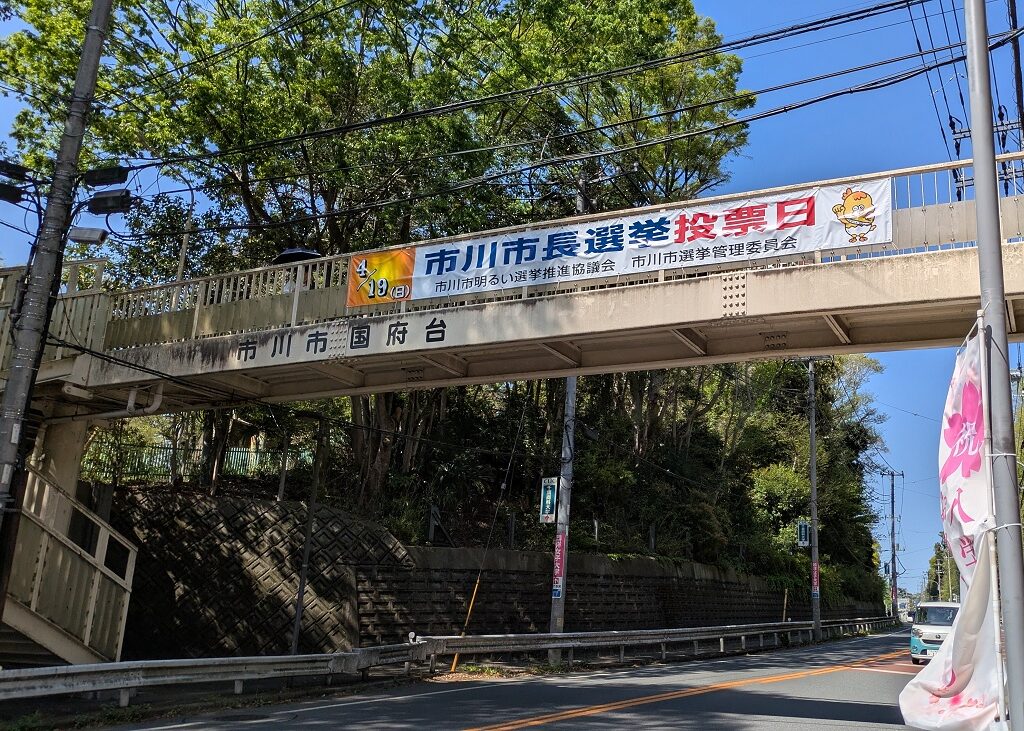 4/19(日)
市川市長選挙投票日
市川市明るい選挙推進協議会 市川市選挙管理委員会
市川市国府台
祝